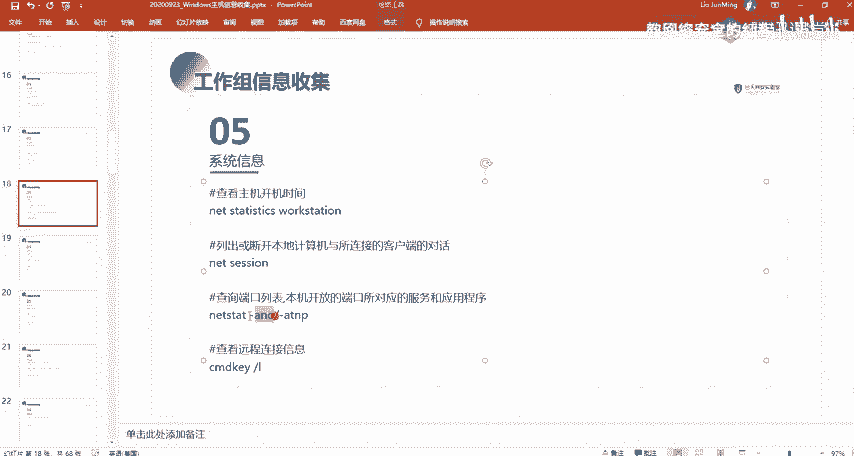 20200923_Windows主机信息收集.pptx - PowerPoint
Lio JunMing
文件 开始 插入 设计 切换 动画 幻灯片放映 审阅 视图 加载项 帮助 百度网盘 格式 操作说明搜索 共享
16
17
18
19
20
21
22
工作组信息收集
05
系统信息
#查看主机开机时间
net statistics workstation
#列出或断开本地计算机与所连接的客户端的对话
net session
#查询端口列表,本机开放的端口所对应的服务和应用程序
netstat -ano/-atnp
#查看远程连接信息
cmdkey /l
单击此处添加备注
幻灯片 第 18 张，共 68 张 英语(美国) 备注 批注 97%